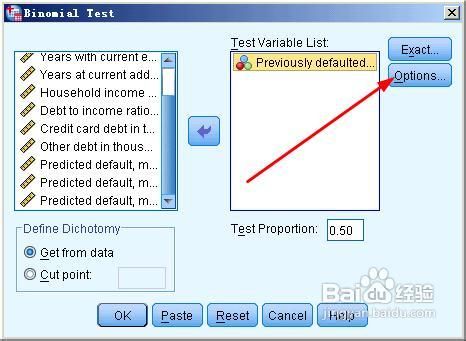 Binomial Test
Years with current e...
Years at current add...
Household income ...
Debt to income ratio...
Credit card debt in t...
Other debt in thous...
Predicted default, m...
Predicted default, m...
Predicted default, m...
Test Variable List:
Previously defaulted...
Exact...
Options...
Define Dichotomy
Get from data
Cut point:
Test Proportion: 0.50
OK Paste Reset Cancel Help
Baidu 经验
jingyan.baidu.com